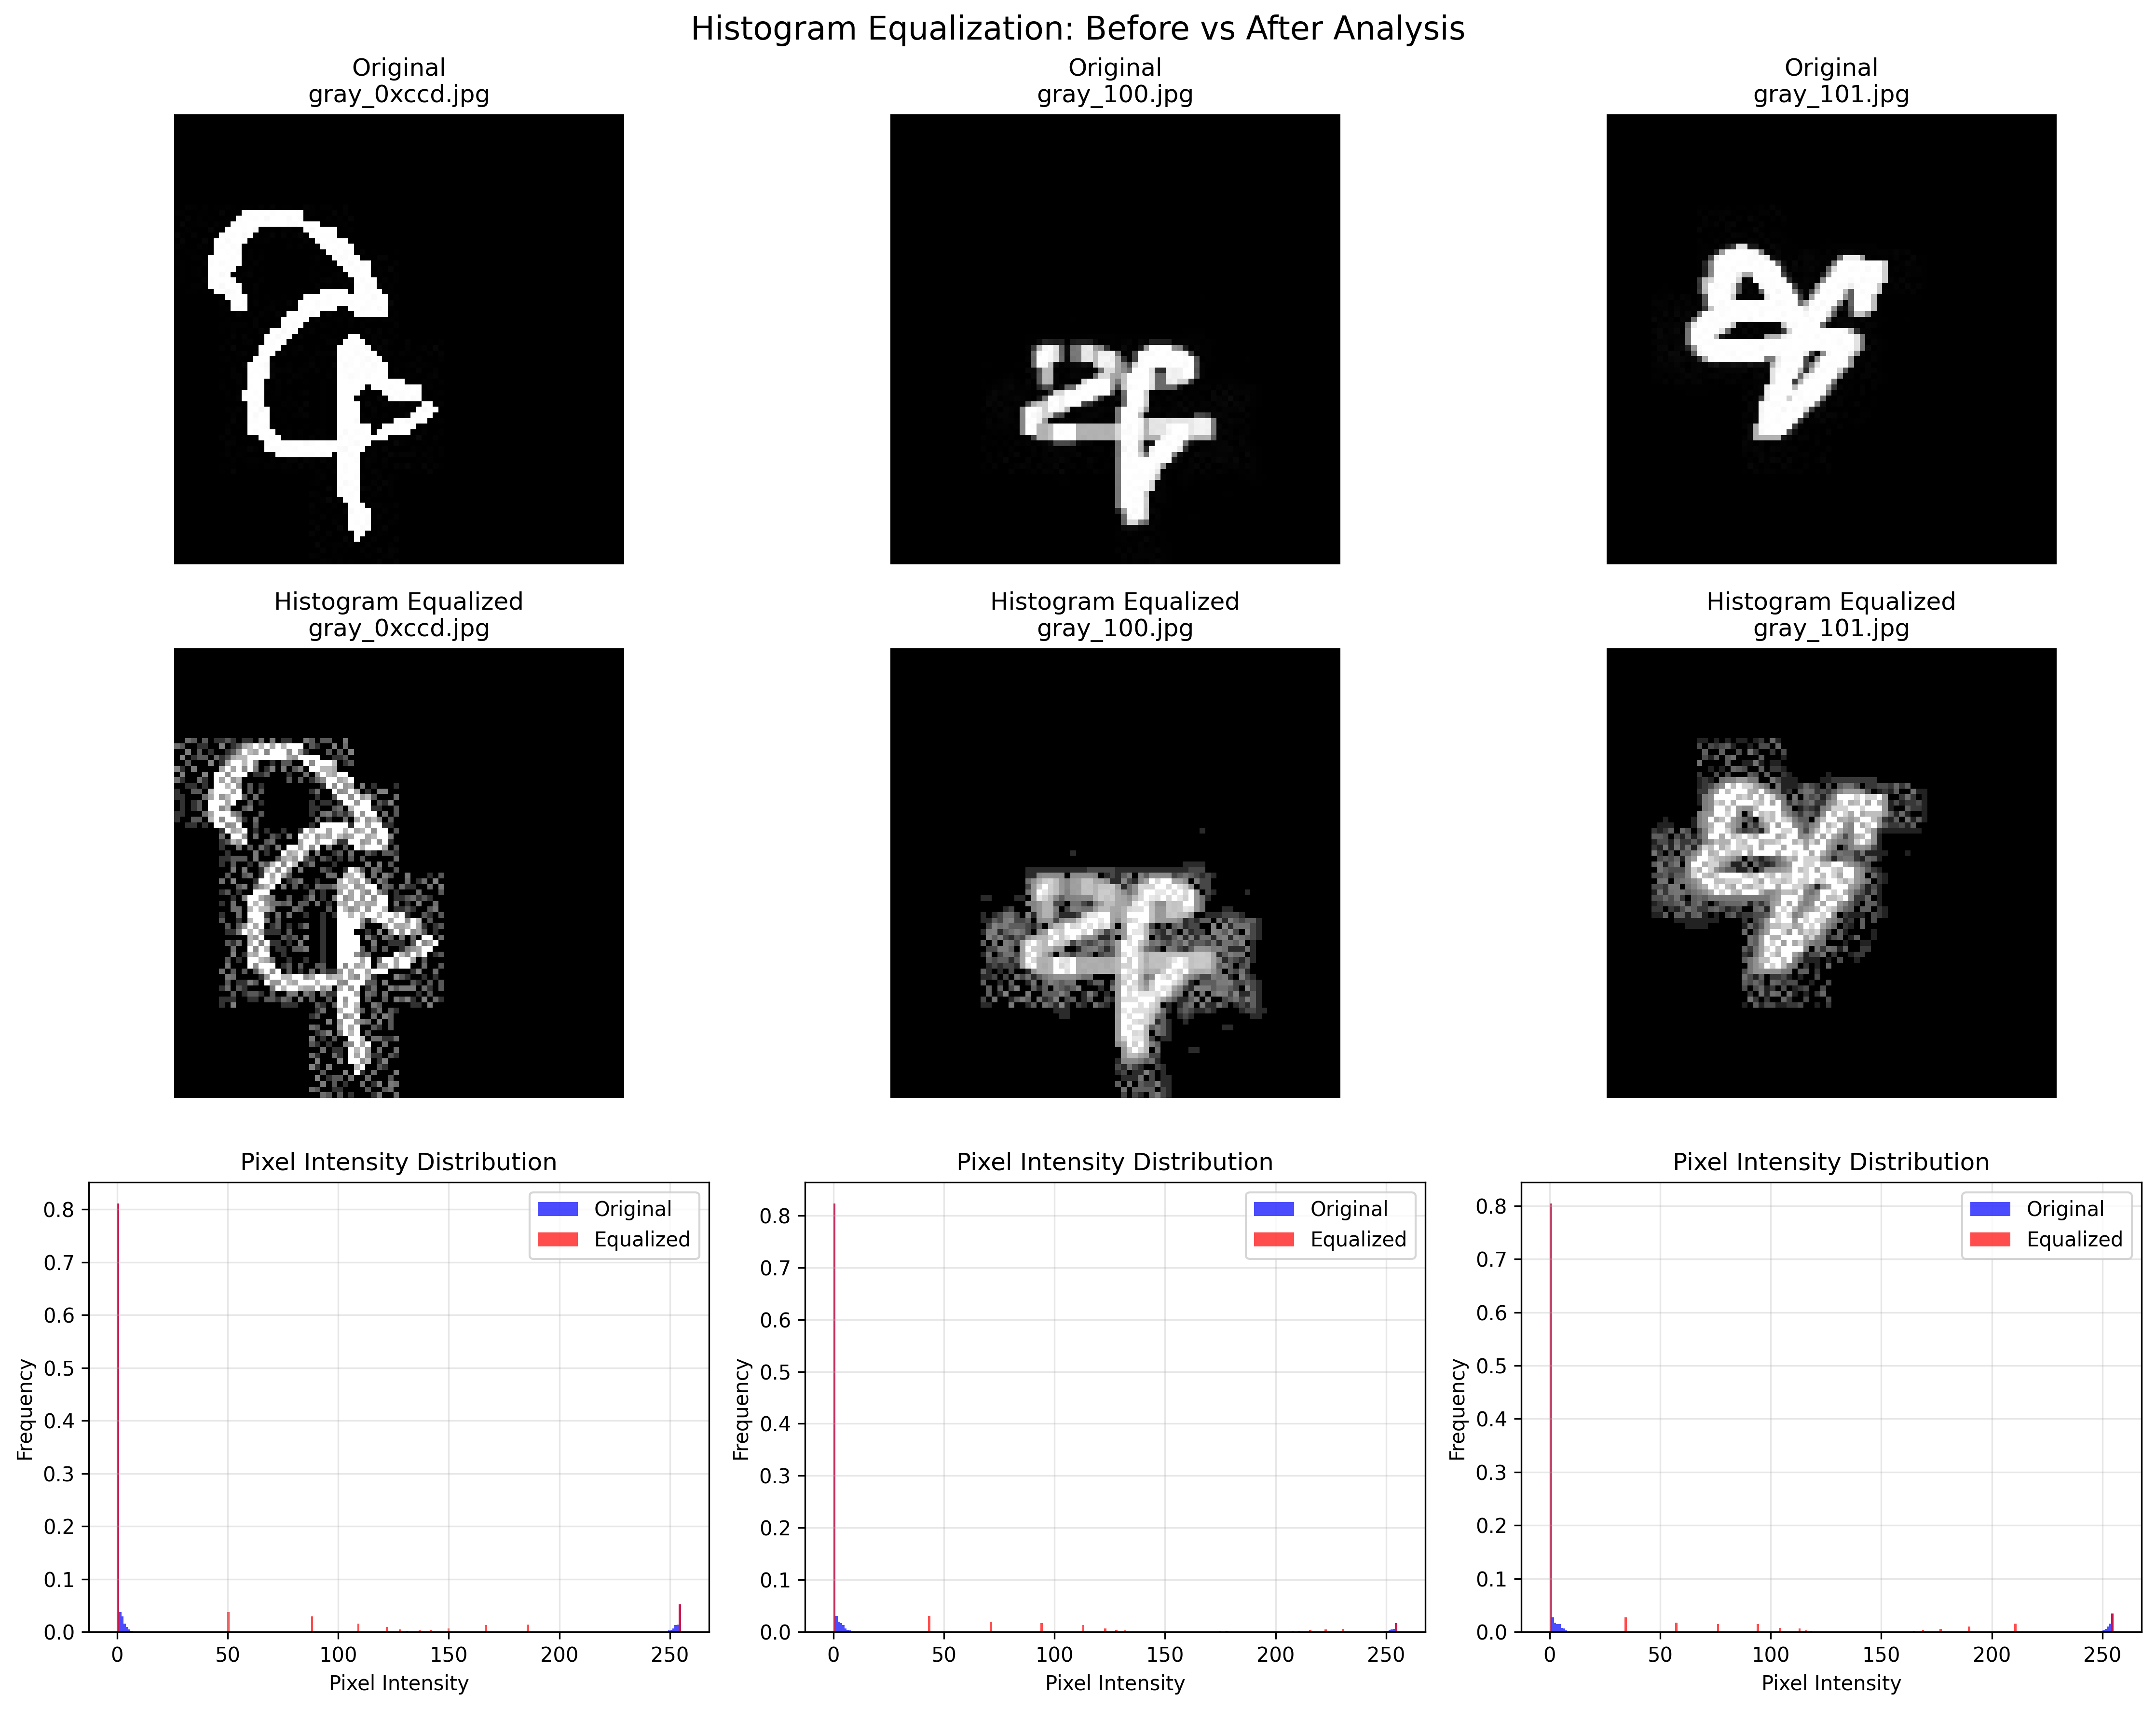 Histogram Equalization: Before vs After Analysis
Original
gray_0xccd.jpg
Original
gray_100.jpg
Original
gray_101.jpg
Histogram Equalized
gray_0xccd.jpg
Histogram Equalized
gray_100.jpg
Histogram Equalized
gray_101.jpg
Pixel Intensity Distribution
Frequency
0.8
0.7
0.6
0.5
0.4
0.3
0.2
0.1
0.0
Original
Equalized
0 50 100 150 200 250
Pixel Intensity
Pixel Intensity Distribution
Frequency
0.8
0.7
0.6
0.5
0.4
0.3
0.2
0.1
0.0
Original
Equalized
0 50 100 150 200 250
Pixel Intensity
Pixel Intensity Distribution
Frequency
0.8
0.7
0.6
0.5
0.4
0.3
0.2
0.1
0.0
Original
Equalized
0 50 100 150 200 250
Pixel Intensity